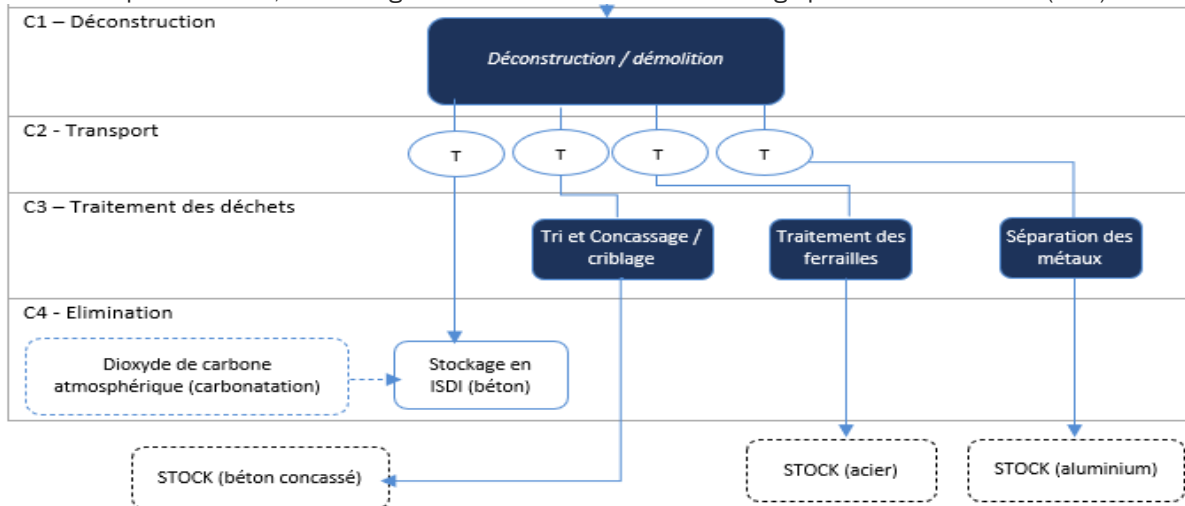 C1 – Déconstruction
Déconstruction / démolition
C2 - Transport
T
T
T
T
C3 – Traitement des déchets
Tri et Concassage /
criblage
Traitement des
ferrailles
Séparation des
métaux
C4 - Elimination
Dioxyde de carbone
atmosphérique (carbonatation)
Stockage en
ISDI (béton)
STOCK (béton concassé)
STOCK (acier)
STOCK (aluminium)